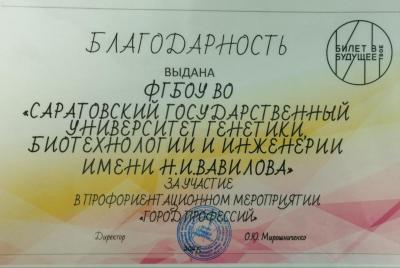 БЛАГОДАРНОСТЬ
БИЛЕТ В
БУДУЩЕЕ
ВЫДАНА
ФГБОУ ВО
«САРАТОВСКИЙ ГОСУДАРСТВЕННЫЙ
УНИВЕРСИТЕТ ГЕНЕТИКИ,
БИОТЕХНОЛОГИИ И ИНЖЕНЕРИИ
ИМЕНИ Н.И.ВАВИЛОВА»
ЗА УЧАСТИЕ
В ПРОФОРИЕНТАЦИОННОМ МЕРОПРИЯТИИ
«ГОРОД ПРОФЕССИЙ»
Директор О.Ю. Мирошниченко